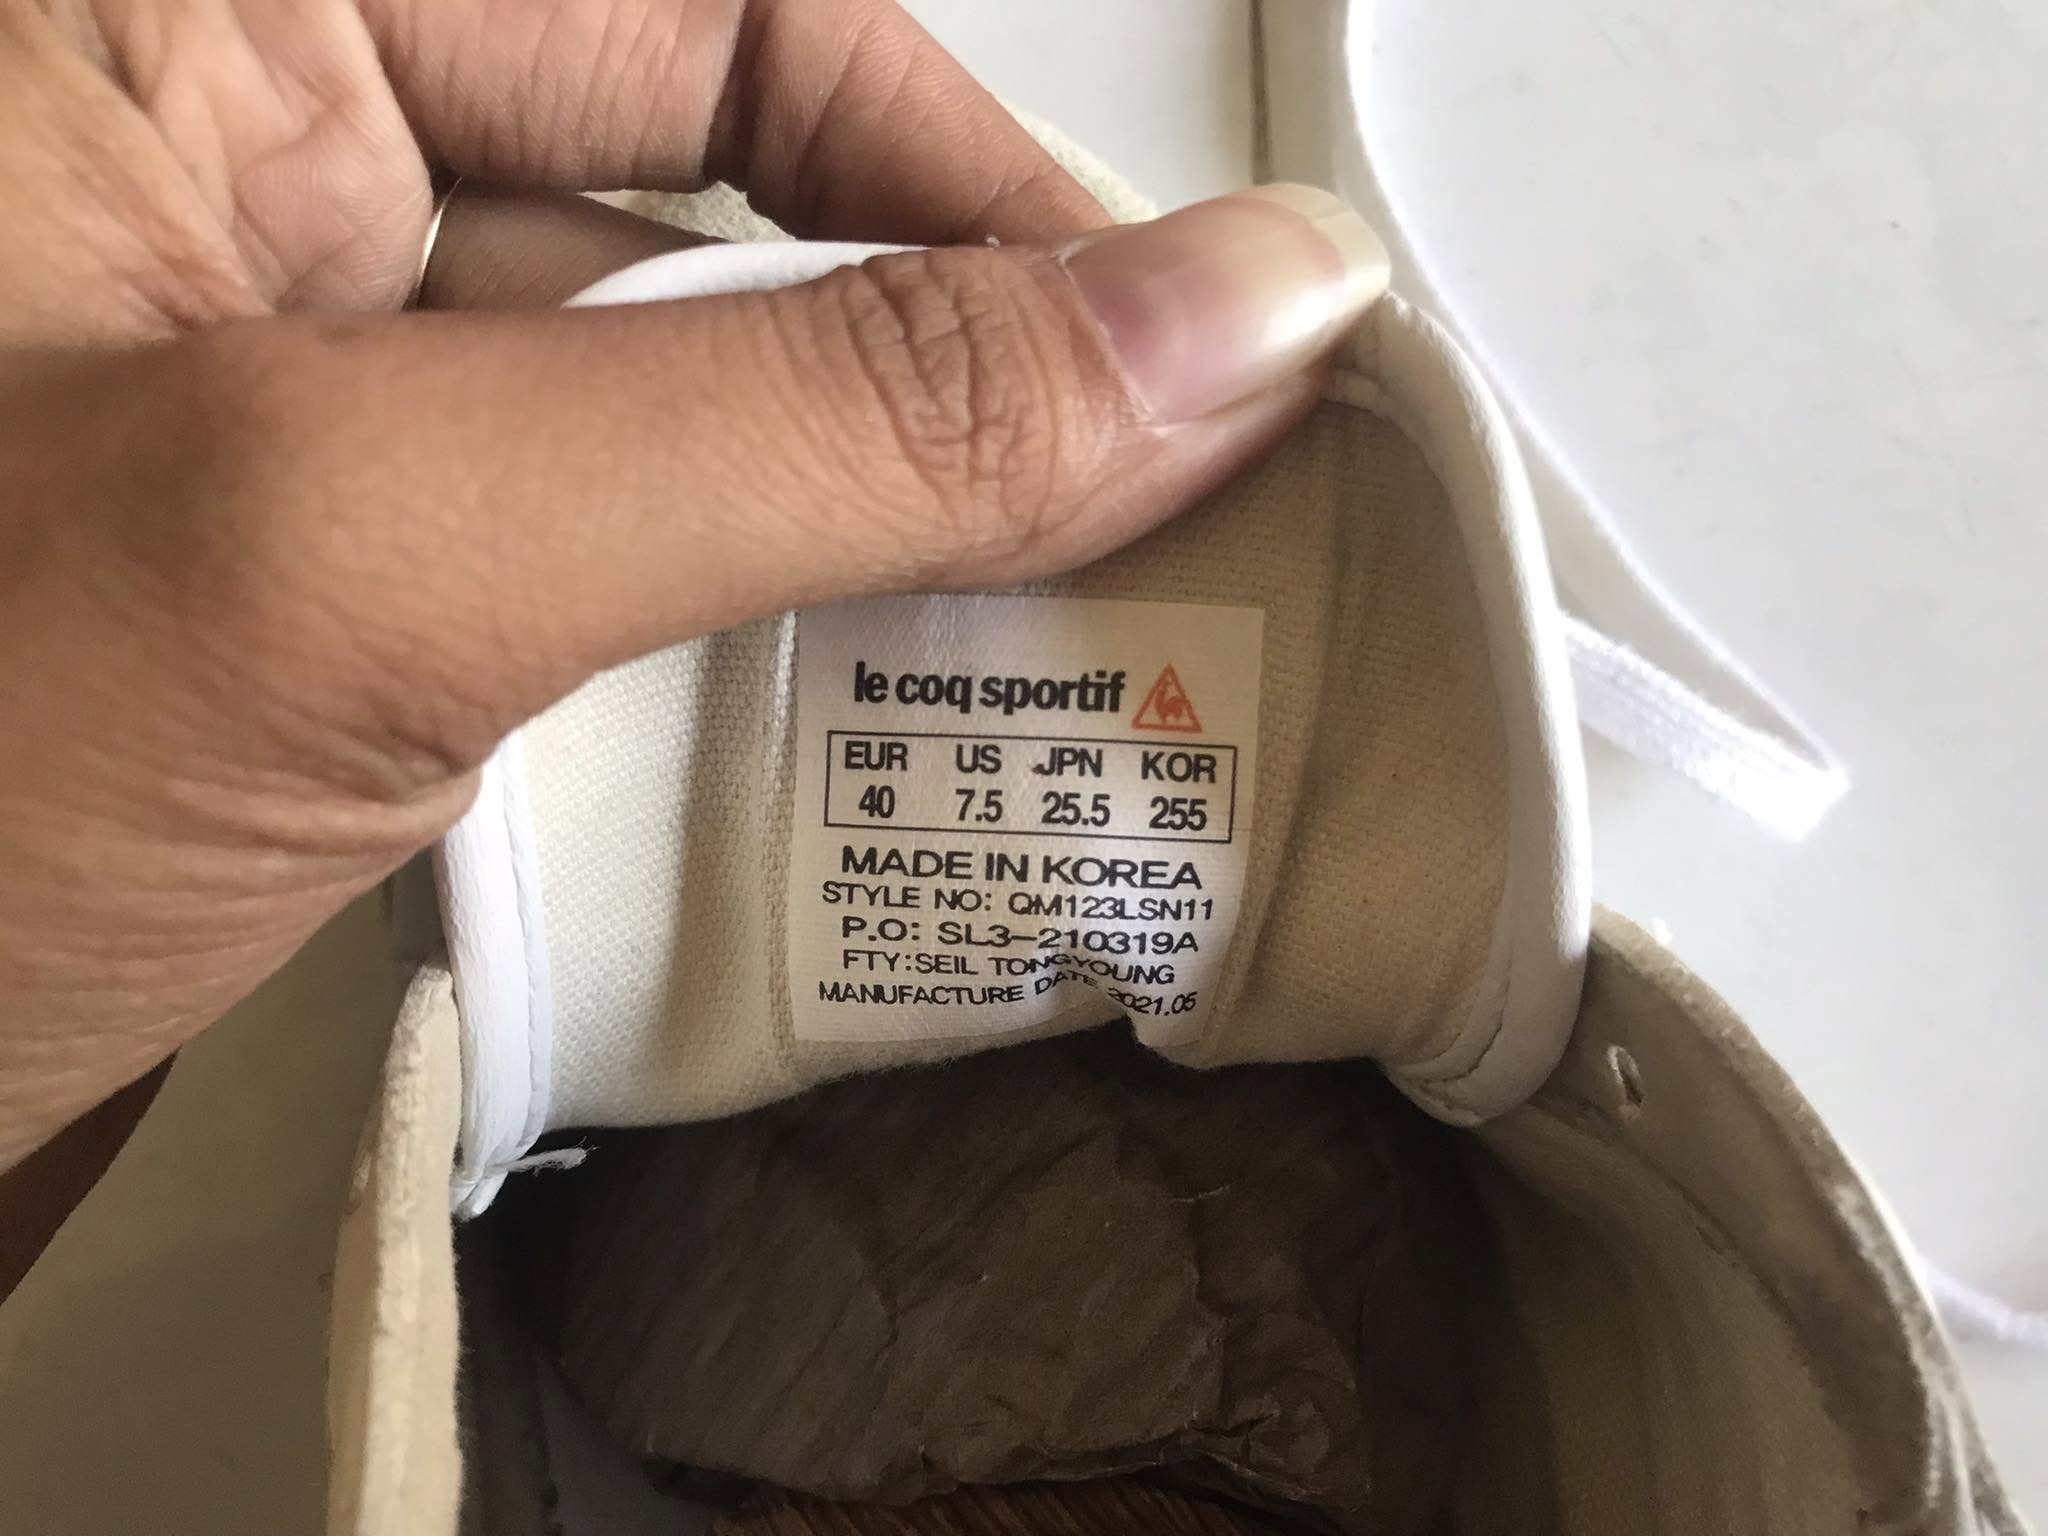 le coq sportif
EUR US JPN KOR
40 7.5 25.5 255
MADE IN KOREA
STYLE NO: QM123LSN11
P.O: SL3-210319A
FTY:SEIL TONGYOUNG
MANUFACTURE DATE 2021.05